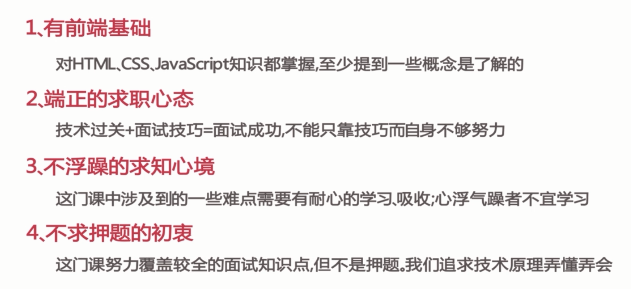 1、有前端基础
对HTML、CSS、JavaScript知识都掌握,至少提到一些概念是了解的
2、端正的求职心态
技术过关+面试技巧=面试成功,不能只靠技巧而自身不够努力
3、不浮躁的求知心境
这门课中涉及到的一些难点需要有耐心的学习、吸收;心浮气躁者不宜学习
4、不求押题的初衷
这门课努力覆盖较全的面试知识点,但不是押题。我们追求技术原理弄懂弄会